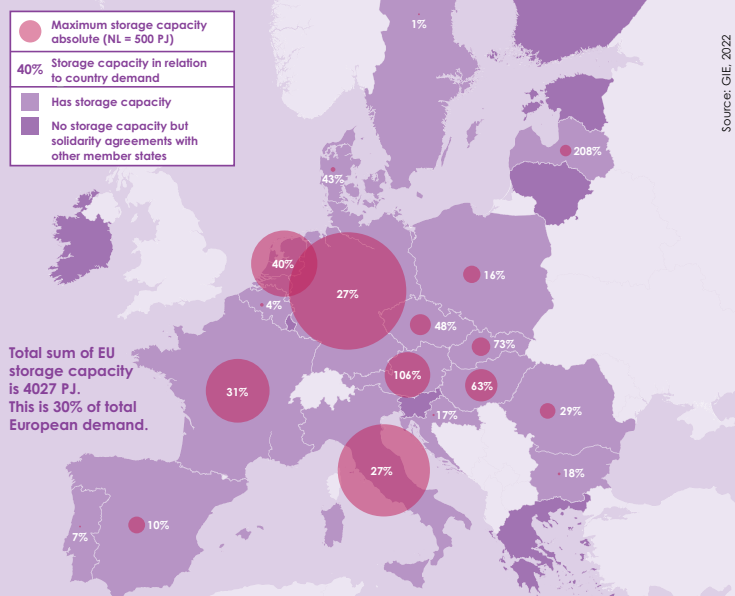 Maximum storage capacity
absolute (NL = 500 PJ)
40%
Storage capacity in relation
to country demand
Has storage capacity
No storage capacity but
solidarity agreements with
other member states
Source: GIE, 2022
1%
208%
43%
40%
27%
16%
4%
48%
73%
106%
63%
31%
17%
29%
27%
18%
10%
7%
Total sum of EU
storage capacity
is 4027 PJ.
This is 30% of total
European demand.